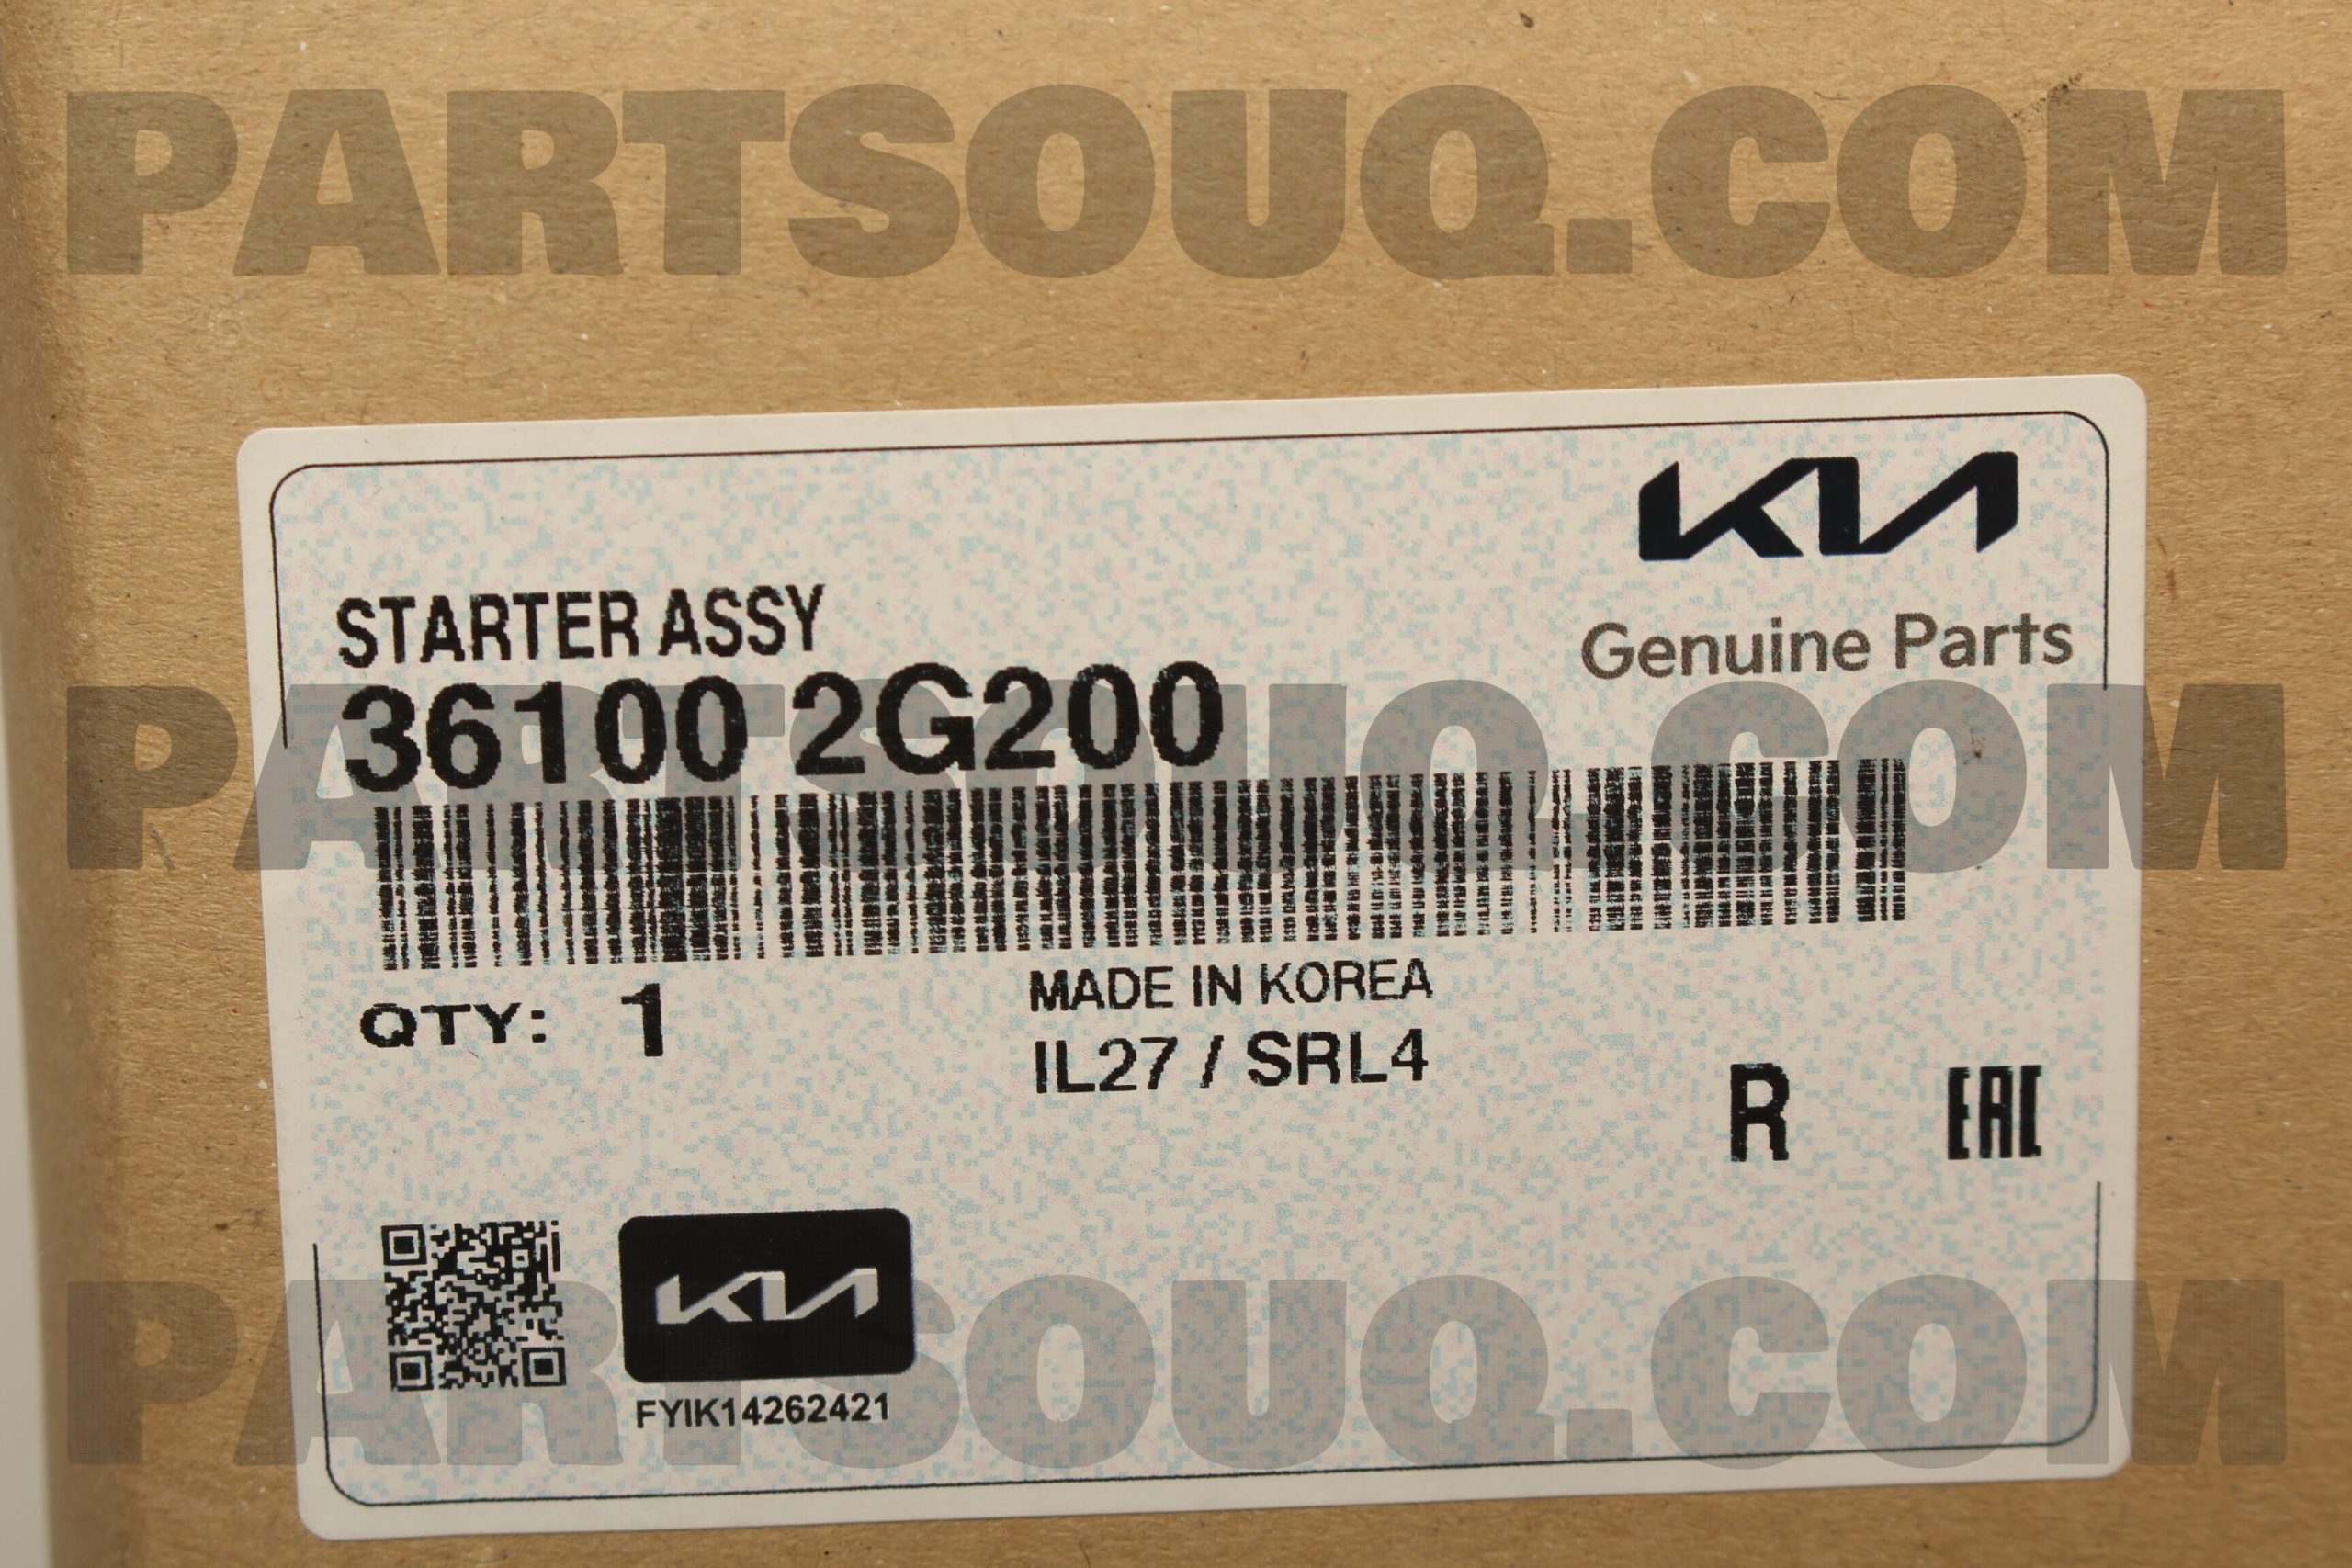 PARTSOUQ.COM
KIA
Genuine Parts
STARTER ASSY
36100 2G200
PARTSOUQ.COM
QTY: 1
MADE IN KOREA
IL27 / SRL4
R EAC
KIA
FYIK14262421
PARTSOUQ.COM